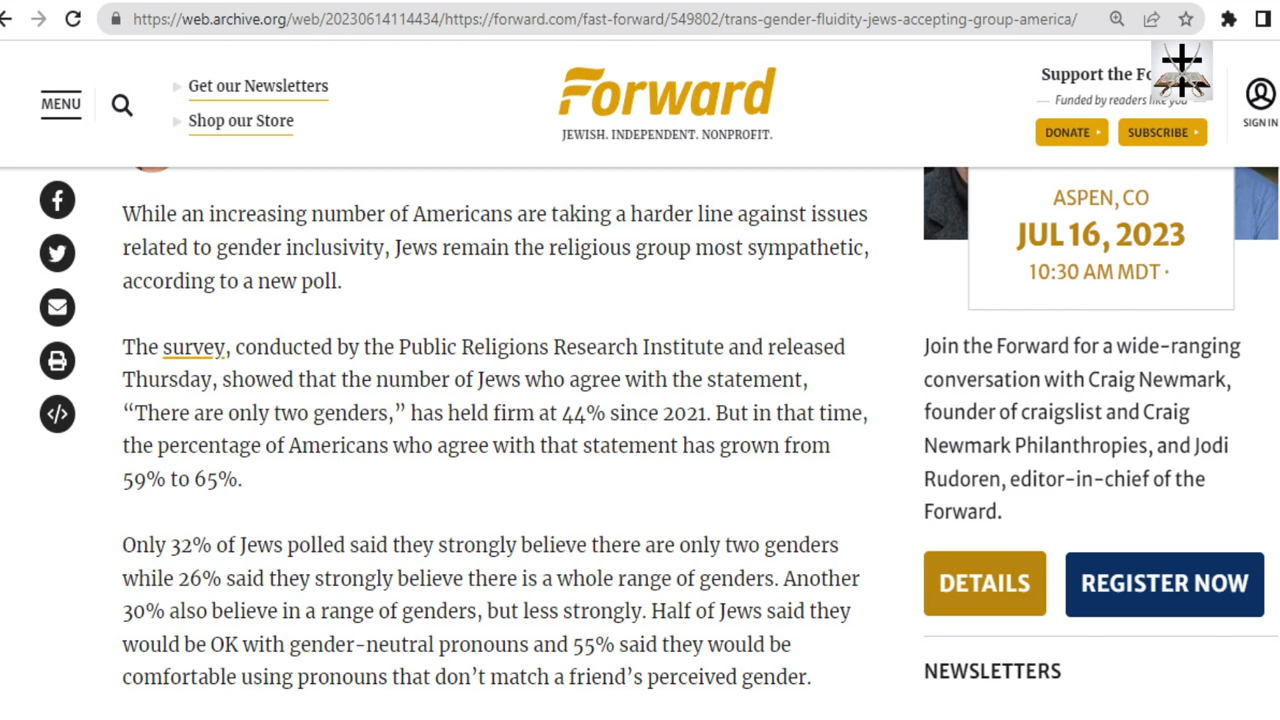 https://web.archive.org/web/20230614114434/https://forward.com/fast-forward/549802/trans-gender-fluidity-jews-accepting-group-america/
MENU
Get our Newsletters
Shop our Store
Forward
JEWISH. INDEPENDENT. NONPROFIT.
Support the Fo
Funded by readers like you
DONATE
SUBSCRIBE
SIGN IN
While an increasing number of Americans are taking a harder line against issues
related to gender inclusivity, Jews remain the religious group most sympathetic,
according to a new poll.
The survey, conducted by the Public Religions Research Institute and released
Thursday, showed that the number of Jews who agree with the statement,
“There are only two genders,” has held firm at 44% since 2021. But in that time,
the percentage of Americans who agree with that statement has grown from
59% to 65%.
Only 32% of Jews polled said they strongly believe there are only two genders
while 26% said they strongly believe there is a whole range of genders. Another
30% also believe in a range of genders, but less strongly. Half of Jews said they
would be OK with gender-neutral pronouns and 55% said they would be
comfortable using pronouns that don’t match a friend’s perceived gender.
ASPEN, CO
JUL 16, 2023
10:30 AM MDT ·
Join the Forward for a wide-ranging
conversation with Craig Newmark,
founder of craigslist and Craig
Newmark Philanthropies, and Jodi
Rudoren, editor-in-chief of the
Forward.
DETAILS
REGISTER NOW
NEWSLETTERS